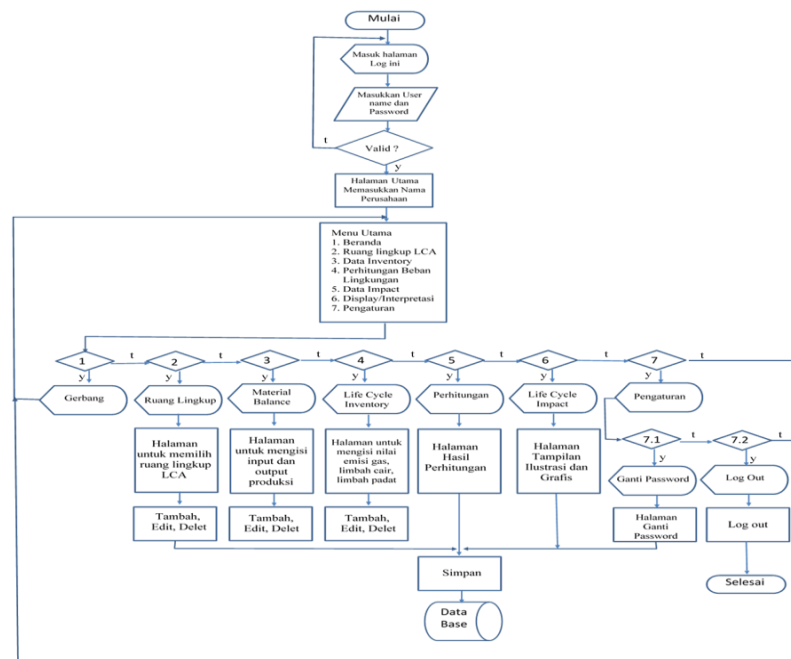 Mulai
Masuk halaman
Log ini
Masukkan User
name dan
Password
t
Valid ?
y
Halaman Utama
Memasukkan Nama
Perusahaan
Menu Utama
1. Beranda
2. Ruang lingkup LCA
3. Data Inventory
4. Perhitungan Beban
Lingkungan
5. Data Impact
6. Display/Interpretasi
7. Pengaturan
1
t
2
t
3
t
4
t
5
t
6
t
7
t
y
y
y
y
y
y
y
Gerbang
Ruang Lingkup
Material
Balance
Life Cycle
Inventory
Perhitungan
Life Cycle
Impact
Pengaturan
7.1
t
7.2
t
y
y
Halaman
untuk memilih
ruang lingkup
LCA
Halaman
untuk mengisi
input dan
output
produksi
Halaman untuk
mengisi nilai
emisi gas,
limbah cair,
limbah padat
Halaman
Hasil
Perhitungan
Halaman
Tampilan
Ilustrasi dan
Grafis
Ganti Password
Log Out
Tambah,
Edit, Delet
Tambah,
Edit, Delet
Tambah,
Edit, Delet
Halaman
Ganti
Password
Log out
Simpan
Selesai
Data
Base